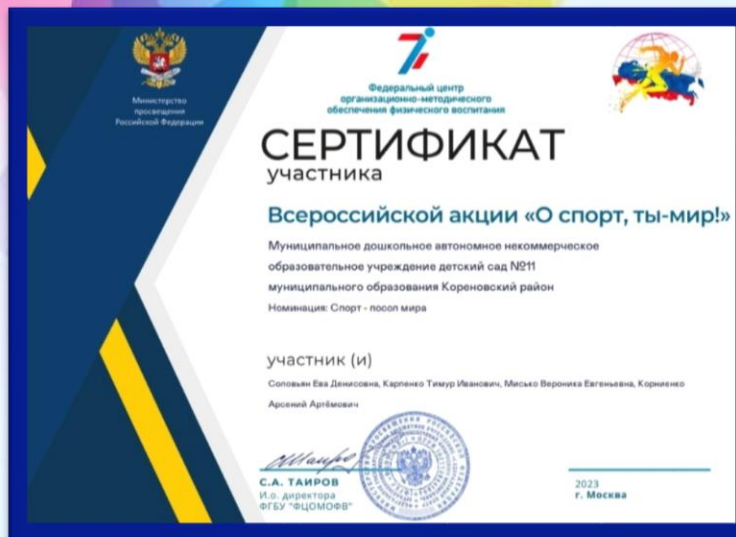 Министерство
просвещения
Российской Федерации
Федеральный центр
организационно-методического
обеспечения физического воспитания
СЕРТИФИКАТ
участника
Всероссийской акции «О спорт, ты-мир!»
Муниципальное дошкольное автономное некоммерческое
образовательное учреждение детский сад №11
муниципального образования Кореновский район
Номинация: Спорт - посол мира
участник (и)
Соловьян Ева Денисовна, Карпенко Тимур Иванович, Мисько Вероника Евгеньевна, Корниенко
Арсений Артёмович
С.А. ТАИРОВ
И.о. директора
ФГБУ "ФЦОМОФВ"
2023
г. Москва